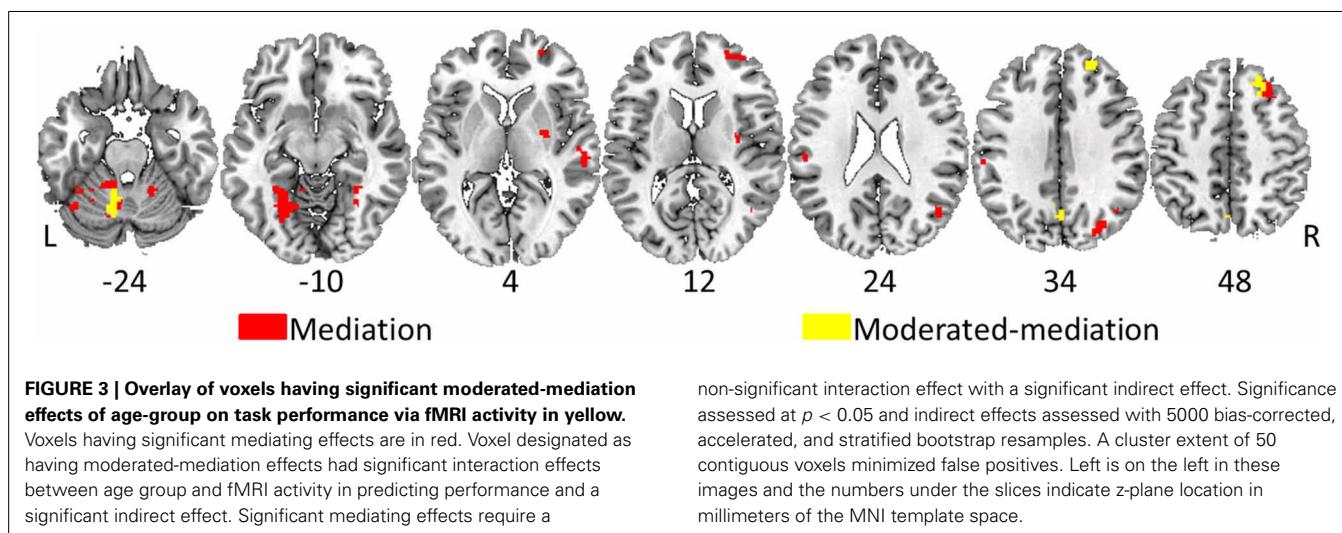 L
R
-24 -10 4 12 24 34 48
Mediation Moderated-mediation
FIGURE 3 | Overlay of voxels having significant moderated-mediation
effects of age-group on task performance via fMRI activity in yellow.
Voxels having significant mediating effects are in red. Voxel designated as
having moderated-mediation effects had significant interaction effects
between age group and fMRI activity in predicting performance and a
significant indirect effect. Significant mediating effects require a
non-significant interaction effect with a significant indirect effect. Significance
assessed at p < 0.05 and indirect effects assessed with 5000 bias-corrected,
accelerated, and stratified bootstrap resamples. A cluster extent of 50
contiguous voxels minimized false positives. Left is on the left in these
images and the numbers under the slices indicate z-plane location in
millimeters of the MNI template space.